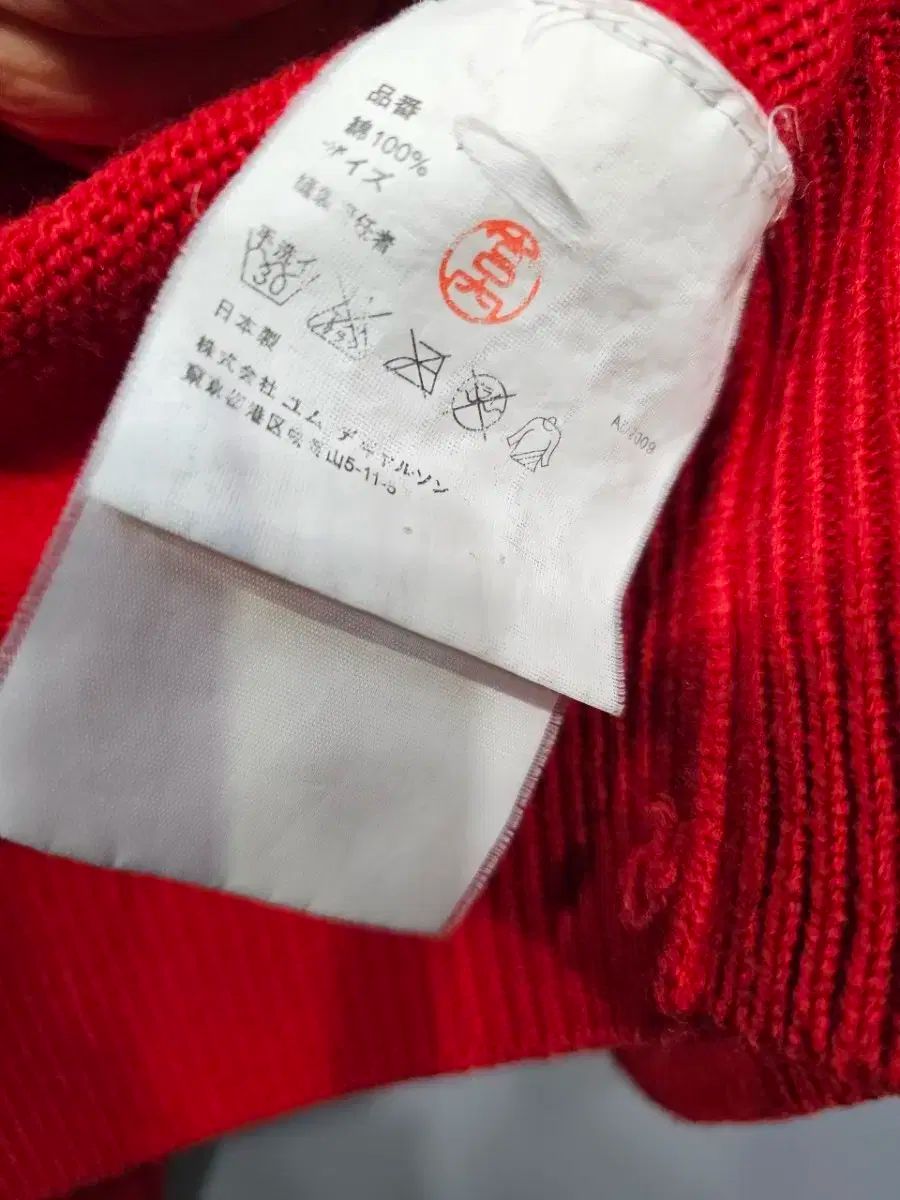 品番
綿100%
サイズ
手洗イ
30
日本製
株式会社コム デ ギャルソン
東京都港区南青山5-11-5